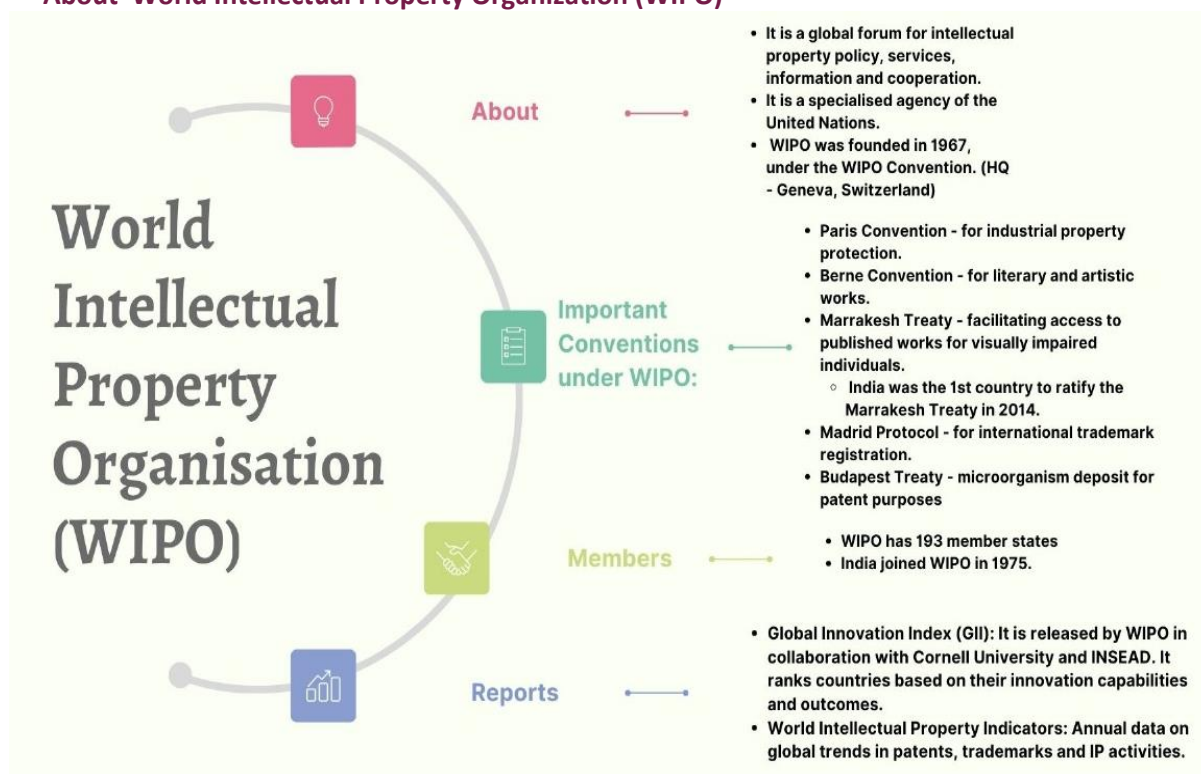 About World Intellectual Property Organization (WIPO)
World
Intellectual
Property
Organisation
(WIPO)
About
• It is a global forum for intellectual
property policy, services,
information and cooperation.
• It is a specialised agency of the
United Nations.
• WIPO was founded in 1967,
under the WIPO Convention. (HQ
- Geneva, Switzerland)
Important
Conventions
under WIPO:
• Paris Convention - for industrial property
protection.
• Berne Convention - for literary and artistic
works.
• Marrakesh Treaty - facilitating access to
published works for visually impaired
individuals.
◦ India was the 1st country to ratify the
Marrakesh Treaty in 2014.
• Madrid Protocol - for international trademark
registration.
• Budapest Treaty - microorganism deposit for
patent purposes
Members
• WIPO has 193 member states
• India joined WIPO in 1975.
Reports
• Global Innovation Index (GII): It is released by WIPO in
collaboration with Cornell University and INSEAD. It
ranks countries based on their innovation capabilities
and outcomes.
• World Intellectual Property Indicators: Annual data on
global trends in patents, trademarks and IP activities.